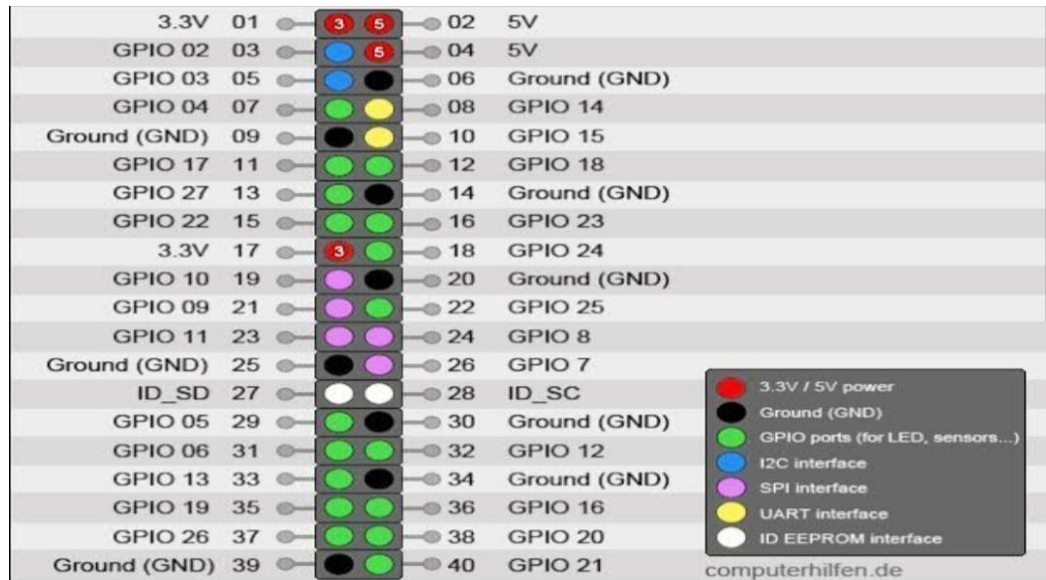 3.3V 01 3 5 02 5V
GPIO 02 03 5 04 5V
GPIO 03 05 06 Ground (GND)
GPIO 04 07 08 GPIO 14
Ground (GND) 09 10 GPIO 15
GPIO 17 11 12 GPIO 18
GPIO 27 13 14 Ground (GND)
GPIO 22 15 16 GPIO 23
3.3V 17 3 18 GPIO 24
GPIO 10 19 20 Ground (GND)
GPIO 09 21 22 GPIO 25
GPIO 11 23 24 GPIO 8
Ground (GND) 25 26 GPIO 7
ID_SD 27 28 ID_SC
GPIO 05 29 30 Ground (GND)
GPIO 06 31 32 GPIO 12
GPIO 13 33 34 Ground (GND)
GPIO 19 35 36 GPIO 16
GPIO 26 37 38 GPIO 20
Ground (GND) 39 40 GPIO 21
3.3V / 5V power
Ground (GND)
GPIO ports (for LED, sensors...)
I2C interface
SPI interface
UART interface
ID EEPROM interface
computerhilfen.de